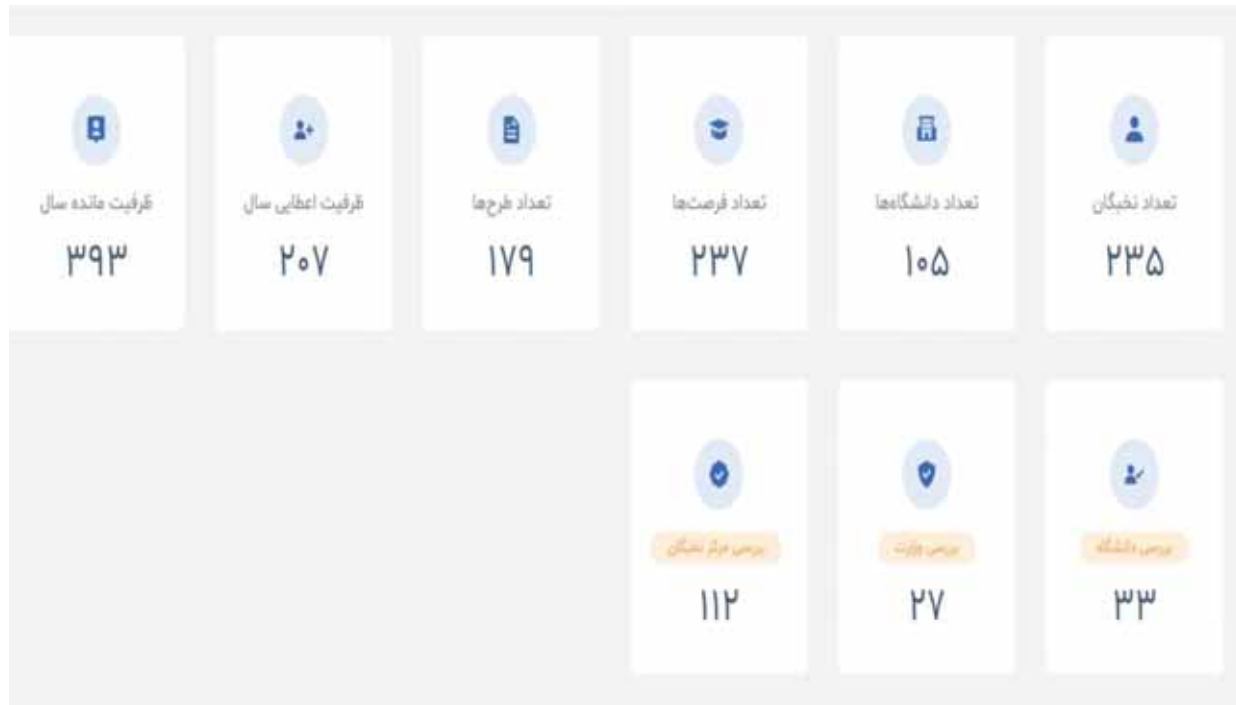 تعداد نخبگان
۲۳۵
تعداد دانشگاه‌ها
۱۰۵
تعداد فرصت‌ها
۲۳۷
تعداد طرح‌ها
۱۷۹
ظرفیت اعطایی سال
۲۰۷
ظرفیت مانده سال
۳۹۳
بررسی دانشگاه
۳۳
بررسی وزارت
۲۷
بررسی مرکز نخبگان
۱۱۲